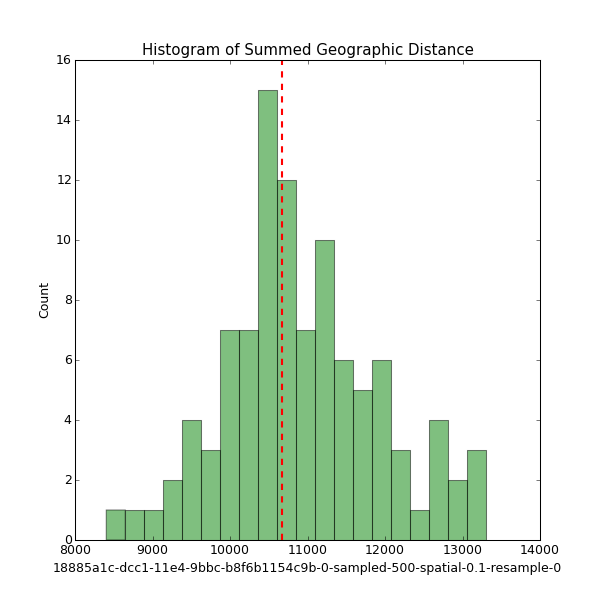 Histogram of Summed Geographic Distance
16
14
12
10
8
6
4
2
0
Count
8000 9000 10000 11000 12000 13000 14000
18885a1c-dcc1-11e4-9bbc-b8f6b1154c9b-0-sampled-500-spatial-0.1-resample-0